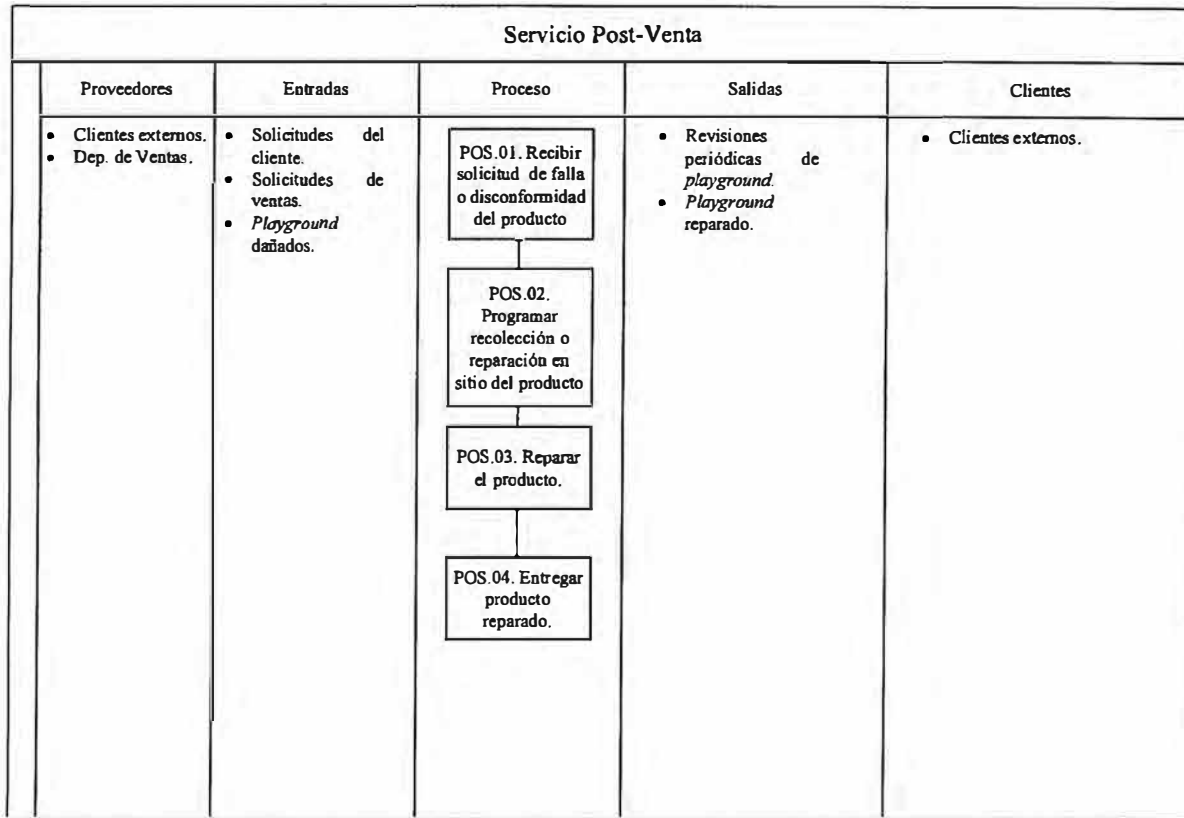 Servicio Post-Venta
Proveedores
Entradas
Proceso
Salidas
Clientes
• Clientes externos.
• Dep. de Ventas.
• Solicitudes del
cliente.
• Solicitudes de
ventas.
• Playground
dañados.
POS.01. Recibir
solicitud de falla
o disconformidad
del producto
POS.02.
Programar
recolección o
reparación en
sitio del producto
POS.03. Reparar
el producto.
POS.04. Entregar
producto
reparado.
• Revisiones
periódicas de
playground.
• Playground
reparado.
• Clientes externos.